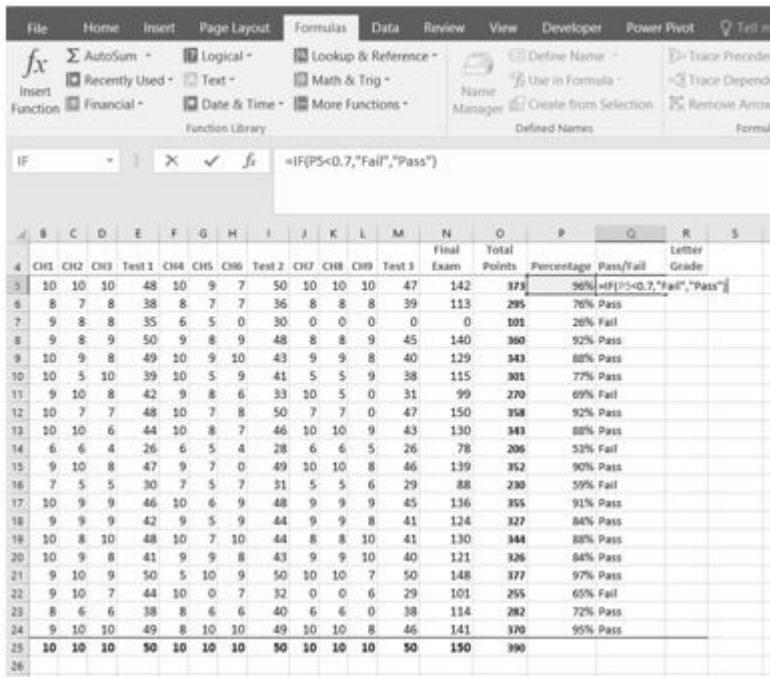 File Home Insert Page Layout Formulas Data Review View Developer Power Pivot Tell m
fx Σ AutoSum Logical Lookup & Reference Define Name Trace Precede
Insert Recently Used Text Math & Trig Name Use in Formula Trace Depend
Function Financial Date & Time More Functions Manager Create from Selection Remove Arrow
Function Library Defined Names Formul
IF fx =IF(P5<0.7,"Fail","Pass")
B C D E F G H I J K L M N O P Q R S
Final Total Letter
4 CH1 CH2 CH3 Test 1 CH4 CH5 CH6 Test 2 CH7 CH8 CH9 Test 3 Exam Points Percentage Pass/Fail Grade
5 10 10 10 48 10 9 7 50 10 10 10 47 142 373 96% =IF(P5<0.7,"Fail","Pass")
6 8 7 8 38 8 7 7 36 8 8 8 39 113 295 76% Pass
7 9 8 8 35 6 5 0 30 0 0 0 0 0 101 26% Fail
8 9 8 9 50 9 8 9 48 8 8 9 45 140 360 92% Pass
9 10 9 8 49 10 9 10 43 9 9 8 40 129 343 88% Pass
10 10 5 10 39 10 5 9 41 5 5 9 38 115 301 77% Pass
11 9 10 8 42 9 8 6 33 10 5 0 31 99 270 69% Fail
12 10 7 7 48 10 7 8 50 7 7 0 47 150 358 92% Pass
13 10 10 6 44 10 8 7 46 10 10 9 43 130 343 88% Pass
14 6 6 4 26 6 5 4 28 6 6 5 26 78 206 53% Fail
15 9 10 8 47 9 7 0 49 10 10 8 46 139 352 90% Pass
16 7 5 5 30 7 5 7 31 5 5 6 29 88 230 59% Fail
17 10 9 9 46 10 6 9 48 9 9 9 45 136 355 91% Pass
18 9 9 9 42 9 5 9 44 9 9 8 41 124 327 84% Pass
19 10 8 10 48 10 7 10 44 8 8 10 41 130 344 88% Pass
20 10 9 8 41 9 9 8 43 9 9 10 40 121 326 84% Pass
21 9 10 9 50 5 10 9 50 10 10 7 50 148 377 97% Pass
22 9 10 7 44 10 0 7 32 0 0 6 29 101 255 65% Fail
23 8 6 6 38 8 6 6 40 6 6 0 38 114 282 72% Pass
24 9 10 10 49 8 10 10 49 10 10 8 46 141 370 95% Pass
25 10 10 10 50 10 10 10 50 10 10 10 50 150 390
26